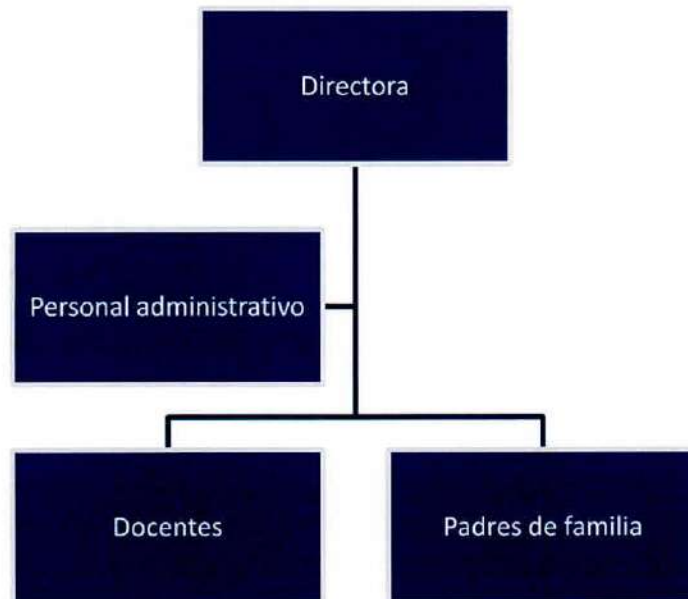 Directora
Personal administrativo
Docentes
Padres de familia